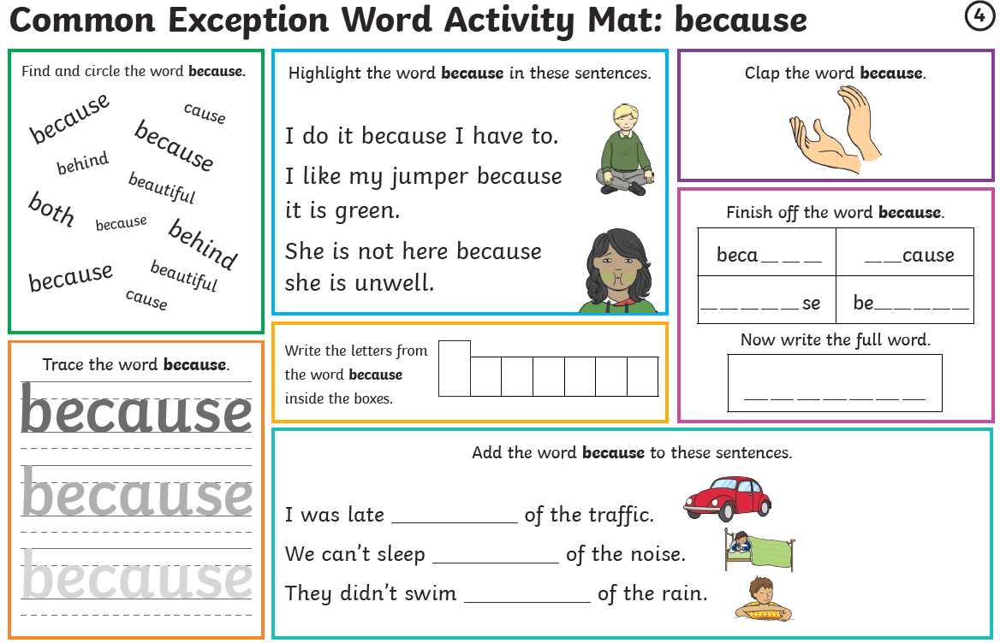 Common Exception Word Activity Mat: because
4
Find and circle the word because.
because
cause
because
behind
beautiful
both
because
behind
because
beautiful
cause
Highlight the word because in these sentences.
I do it because I have to.
I like my jumper because
it is green.
She is not here because
she is unwell.
Clap the word because.
Finish off the word because.
beca_ _ _
_ _cause
_ _ _ _ _ se
be_ _ _ _ _
Now write the full word.
_ _ _ _ _ _ _
Trace the word because.
because
because
because
Write the letters from
the word because
inside the boxes.
Add the word because to these sentences.
I was late ___________ of the traffic.
We can't sleep ___________ of the noise.
They didn't swim ___________ of the rain.